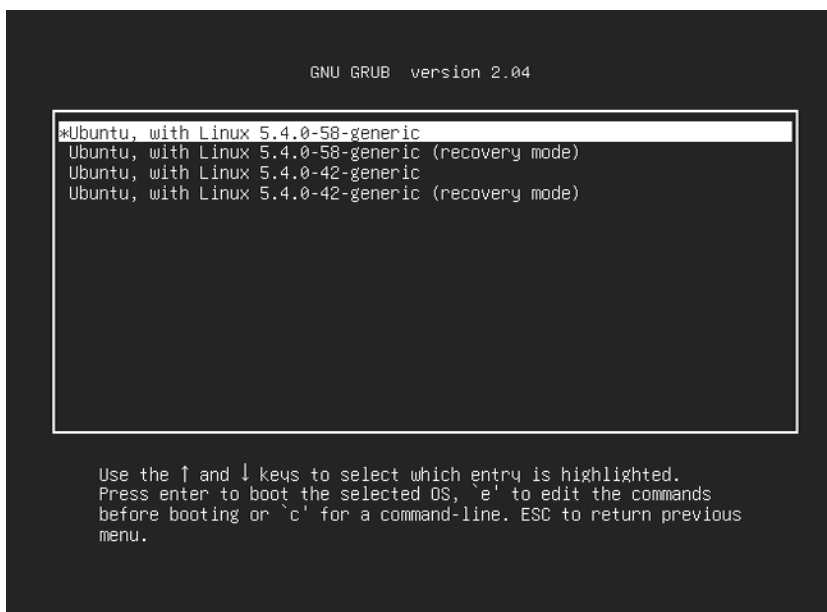 GNU GRUB version 2.04
*Ubuntu, with Linux 5.4.0-58-generic
Ubuntu, with Linux 5.4.0-58-generic (recovery mode)
Ubuntu, with Linux 5.4.0-42-generic
Ubuntu, with Linux 5.4.0-42-generic (recovery mode)
Use the ↑ and ↓ keys to select which entry is highlighted.
Press enter to boot the selected OS, `e' to edit the commands
before booting or `c' for a command-line. ESC to return previous
menu.